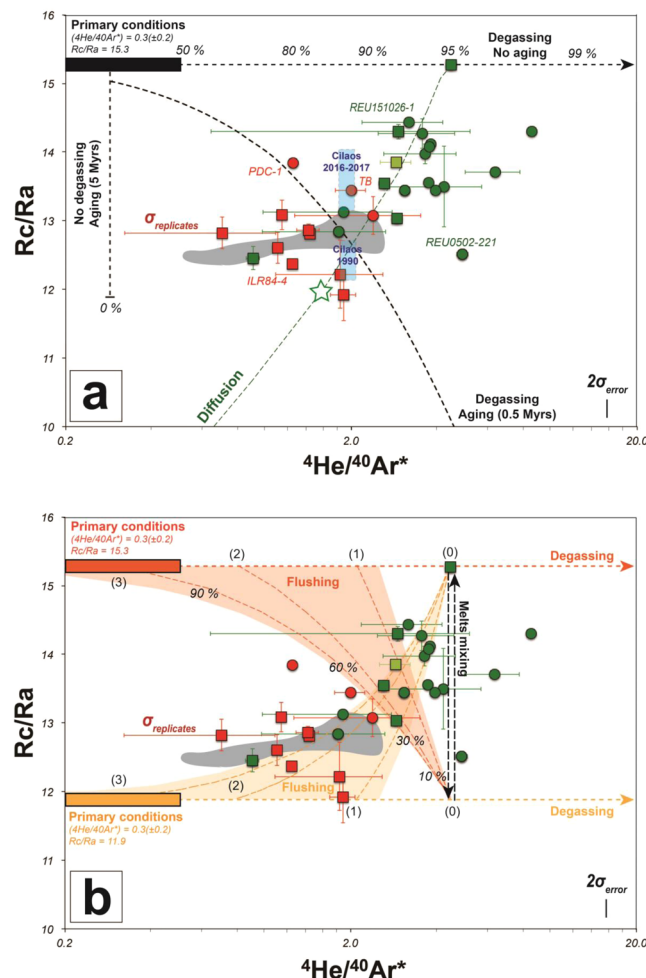 16
Primary conditions
(4He/40Ar*) = 0.3(±0.2)
Rc/Ra = 15.3
50 %
80 %
90 %
95 %
99 %
Degassing
No aging
15
REU151026-1
14
No degassing
Aging (5 Myrs)
PDC-1
Cilaos
2016-2017
TB
Rc/Ra
13
σreplicates
Cilaos
1990
REU0502-221
12
0 %
ILR84-4
11
Diffusion
a
Degassing
Aging (0.5 Myrs)
2σerror
10
0.2
2.0
20.0
⁴He/⁴⁰Ar*
16
Primary conditions
(4He/40Ar*) = 0.3(±0.2)
Rc/Ra = 15.3
(2)
(1)
(0)
Degassing
15
(3)
90 %
Flushing
Melts mixing
14
60 %
Rc/Ra
13
σreplicates
30 %
(3)
(2)
Flushing
10 %
12
(1)
(0)
Degassing
Primary conditions
(4He/40Ar*) = 0.3(±0.2)
Rc/Ra = 11.9
11
b
2σerror
10
0.2
2.0
20.0
⁴He/⁴⁰Ar*